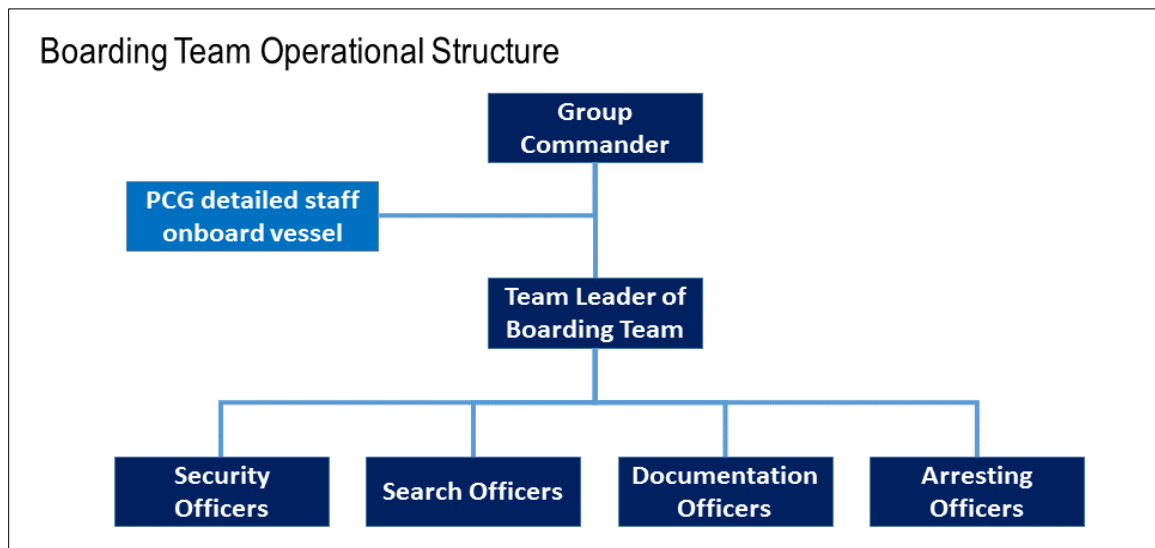 Boarding Team Operational Structure
Group
Commander
PCG detailed staff
onboard vessel
Team Leader of
Boarding Team
Security
Officers
Search Officers
Documentation
Officers
Arresting
Officers